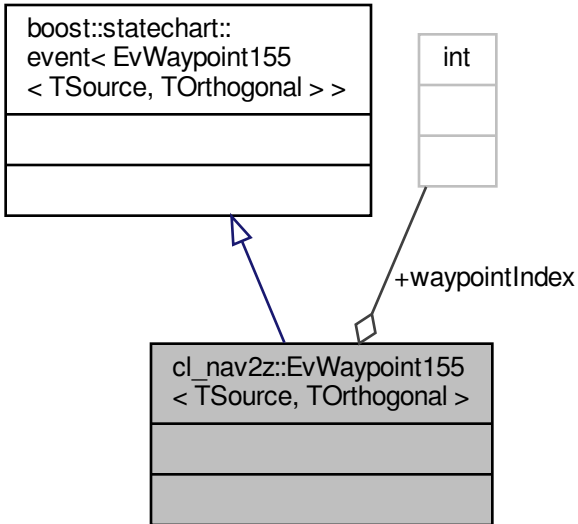 boost::statechart::
event< EvWaypoint155
< TSource, TOrthogonal > >
int
+waypointIndex
cl_nav2z::EvWaypoint155
< TSource, TOrthogonal >